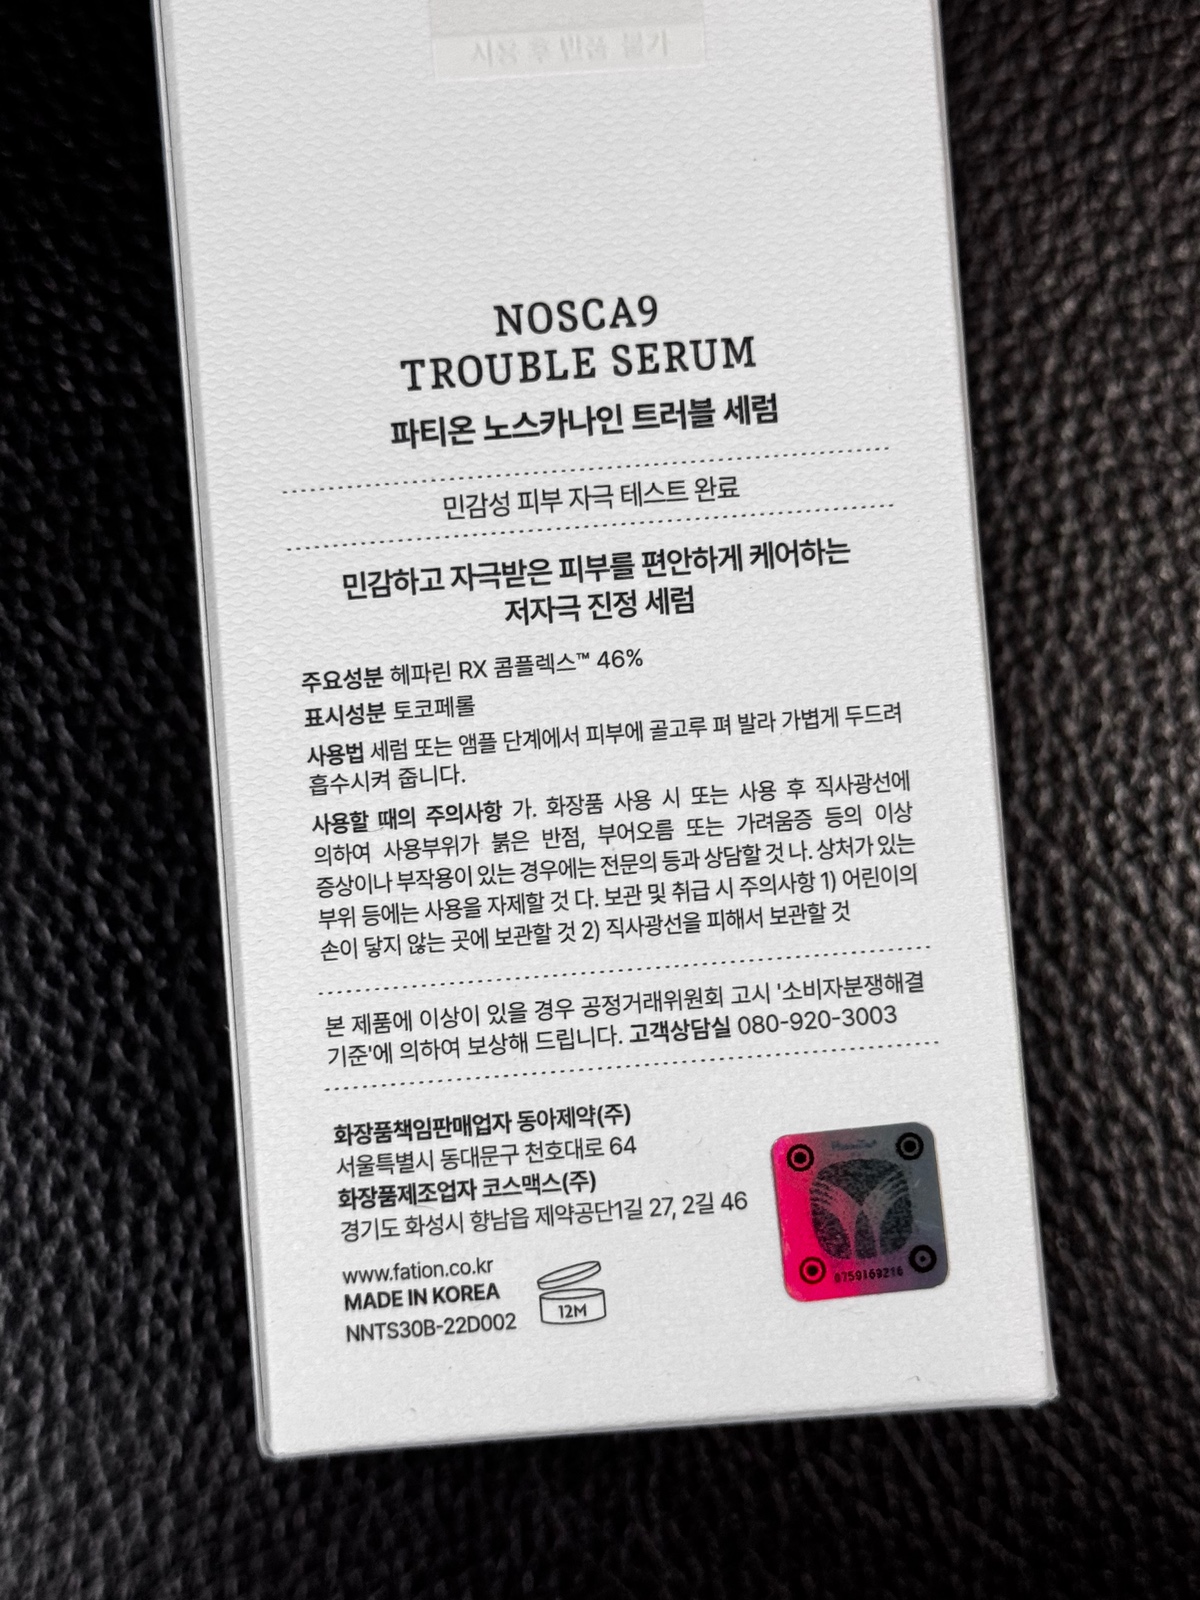 사용 후 반품 불가
NOSCA9
TROUBLE SERUM
파티온 노스카나인 트러블 세럼
민감성 피부 자극 테스트 완료
민감하고 자극받은 피부를 편안하게 케어하는
저자극 진정 세럼
주요성분 헤파린 RX 콤플렉스™ 46%
표시성분 토코페롤
사용법 세럼 또는 앰플 단계에서 피부에 골고루 펴 발라 가볍게 두드려
흡수시켜 줍니다.
사용할 때의 주의사항 가. 화장품 사용 시 또는 사용 후 직사광선에
의하여 사용부위가 붉은 반점, 부어오름 또는 가려움증 등의 이상
증상이나 부작용이 있는 경우에는 전문의 등과 상담할 것 나. 상처가 있는
부위 등에는 사용을 자제할 것 다. 보관 및 취급 시 주의사항 1) 어린이의
손이 닿지 않는 곳에 보관할 것 2) 직사광선을 피해서 보관할 것
본 제품에 이상이 있을 경우 공정거래위원회 고시 '소비자분쟁해결
기준'에 의하여 보상해 드립니다. 고객상담실 080-920-3003
화장품책임판매업자 동아제약(주)
서울특별시 동대문구 천호대로 64
화장품제조업자 코스맥스(주)
경기도 화성시 향남읍 제약공단1길 27, 2길 46
www.fation.co.kr
MADE IN KOREA
NNTS30B-22D002
12M
9759169216